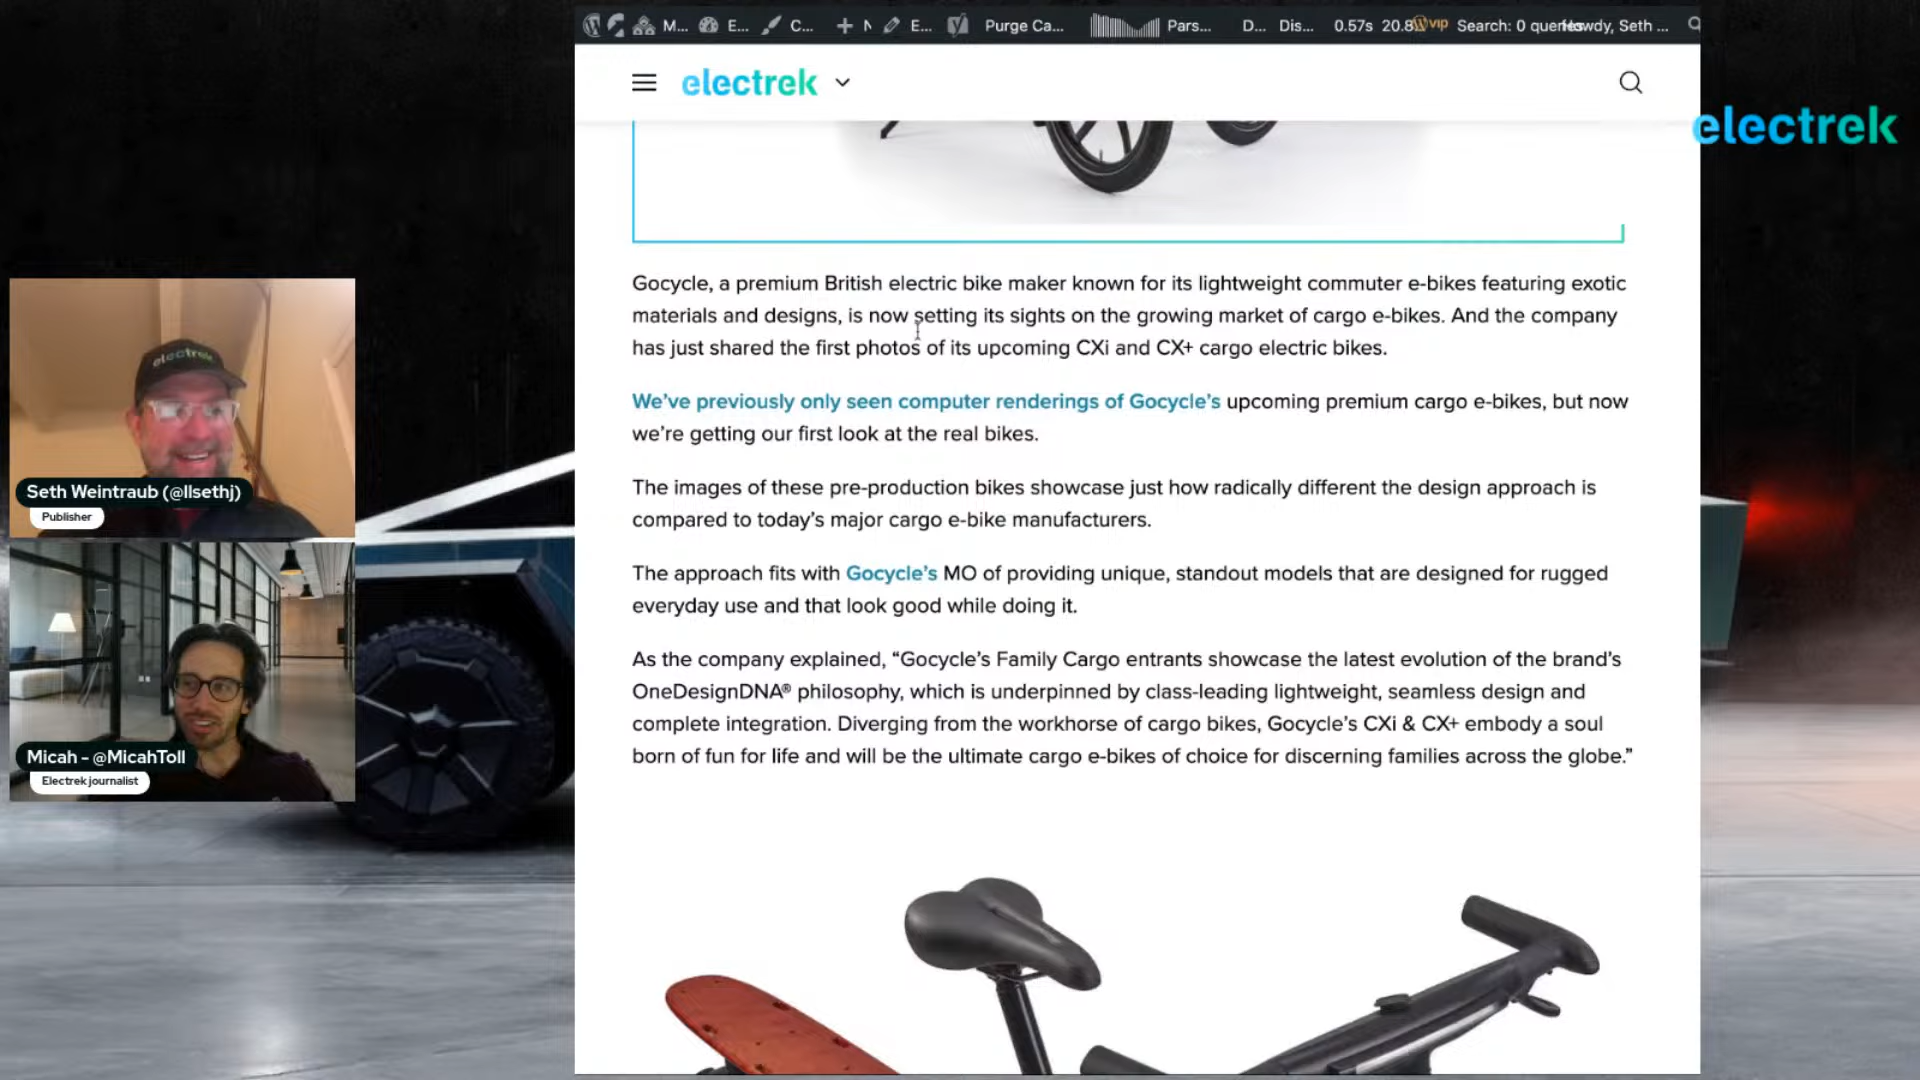 M... E... C... N E... Purge Ca... Pars... D... Dis... 0.57s 20.8 VIP Search: 0 queries Howdy, Seth ...
electrek
electrek
Gocycle, a premium British electric bike maker known for its lightweight commuter e-bikes featuring exotic
materials and designs, is now setting its sights on the growing market of cargo e-bikes. And the company
has just shared the first photos of its upcoming CXi and CX+ cargo electric bikes.
We’ve previously only seen computer renderings of Gocycle’s upcoming premium cargo e-bikes, but now
we’re getting our first look at the real bikes.
The images of these pre-production bikes showcase just how radically different the design approach is
compared to today’s major cargo e-bike manufacturers.
The approach fits with Gocycle’s MO of providing unique, standout models that are designed for rugged
everyday use and that look good while doing it.
As the company explained, “Gocycle’s Family Cargo entrants showcase the latest evolution of the brand’s
OneDesignDNA® philosophy, which is underpinned by class-leading lightweight, seamless design and
complete integration. Diverging from the workhorse of cargo bikes, Gocycle’s CXi & CX+ embody a soul
born of fun for life and will be the ultimate cargo e-bikes of choice for discerning families across the globe.”
electrek
Seth Weintraub (@llsethj)
Publisher
Micah - @MicahToll
Electrek journalist